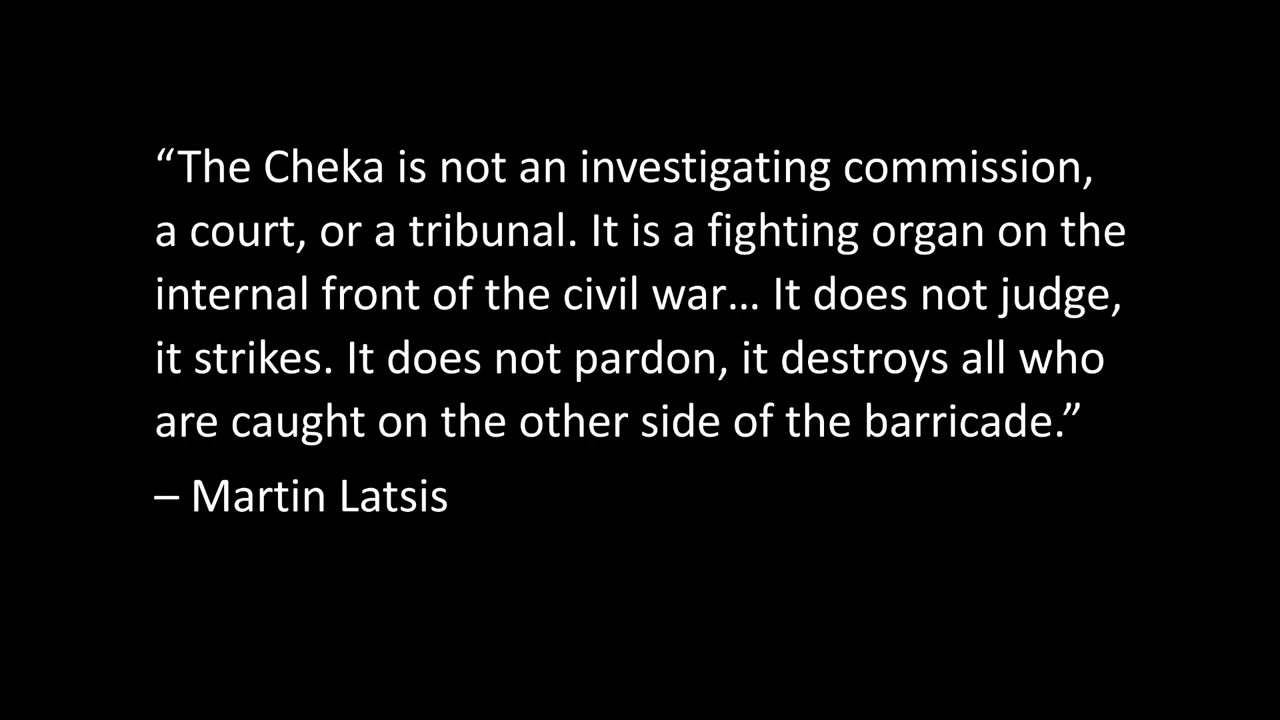 “The Cheka is not an investigating commission,
a court, or a tribunal. It is a fighting organ on the
internal front of the civil war… It does not judge,
it strikes. It does not pardon, it destroys all who
are caught on the other side of the barricade.”
– Martin Latsis